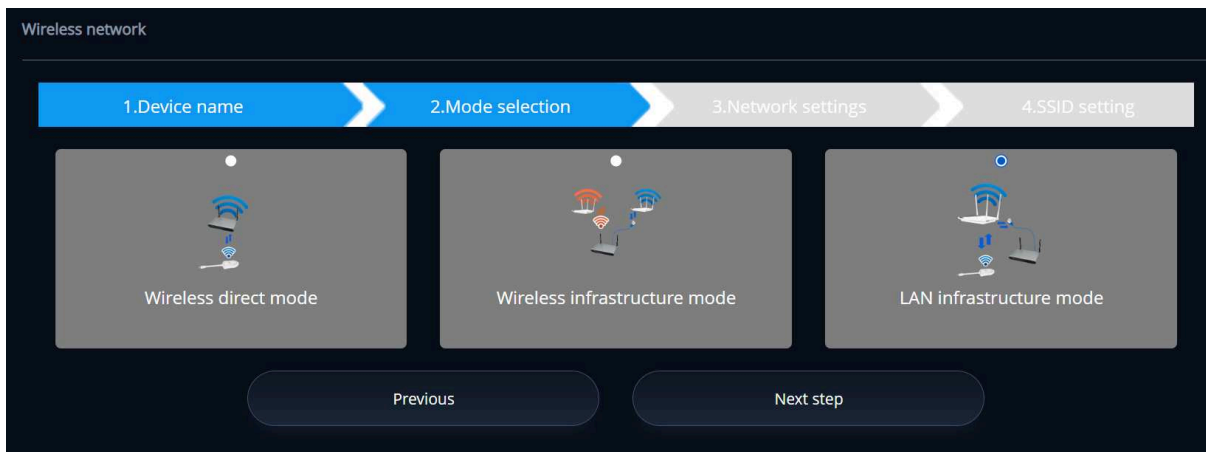 Wireless network
1.Device name
2.Mode selection
3.Network settings
4.SSID setting
Wireless direct mode
Wireless infrastructure mode
LAN infrastructure mode
Previous
Next step